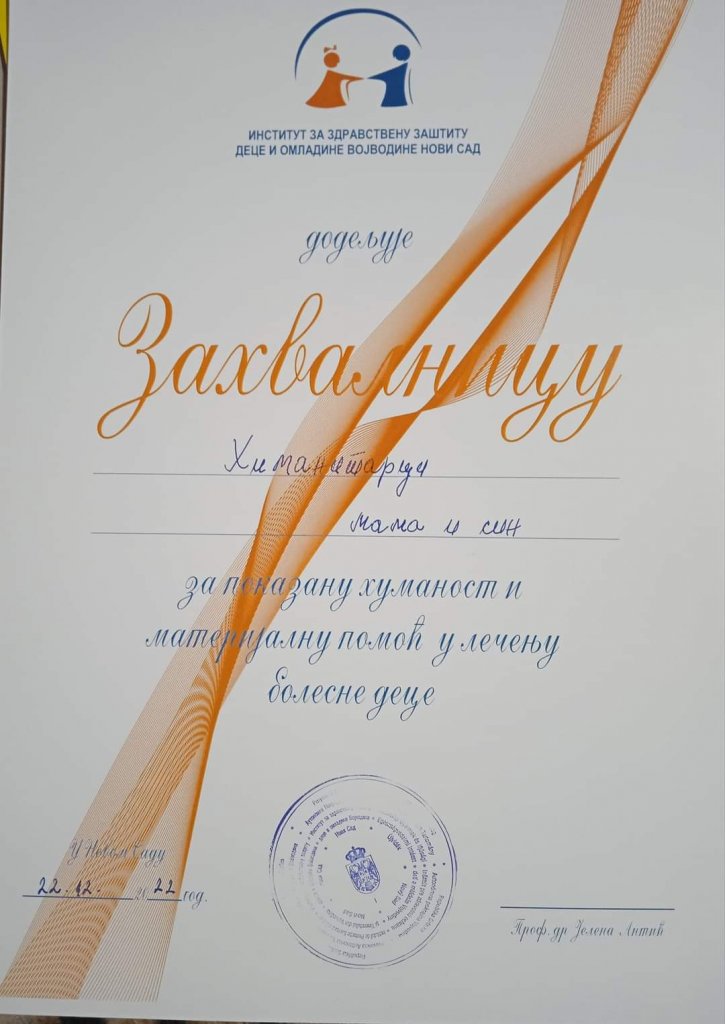 ИНСТИТУТ ЗА ЗДРАВСТВЕНУ ЗАШТИТУ
ДЕЦЕ И ОМЛАДИНЕ ВОЈВОДИНЕ НОВИ САД
додељује
Захвалницу
Химанитарци
мама и син
за показану хуманост и
материјалну помоћ у лечењу
болесне деце
У Новом Саду
22.12. 2022 год.
Проф. др Јелена Антић